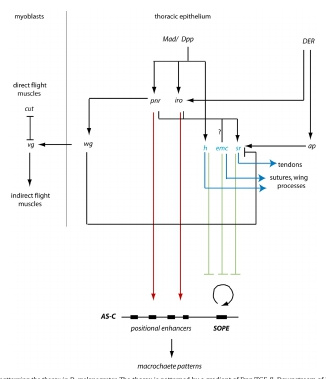 myoblasts
thoracic epithelium
Mad/ Dpp
DER
direct flight
muscles
cut
pnr
iro
?
vg
wg
h
emc
sr
ap
tendons
sutures, wing
processes
indirect flight
muscles
AS-C
positional enhancers
SOPE
macrochaete patterns